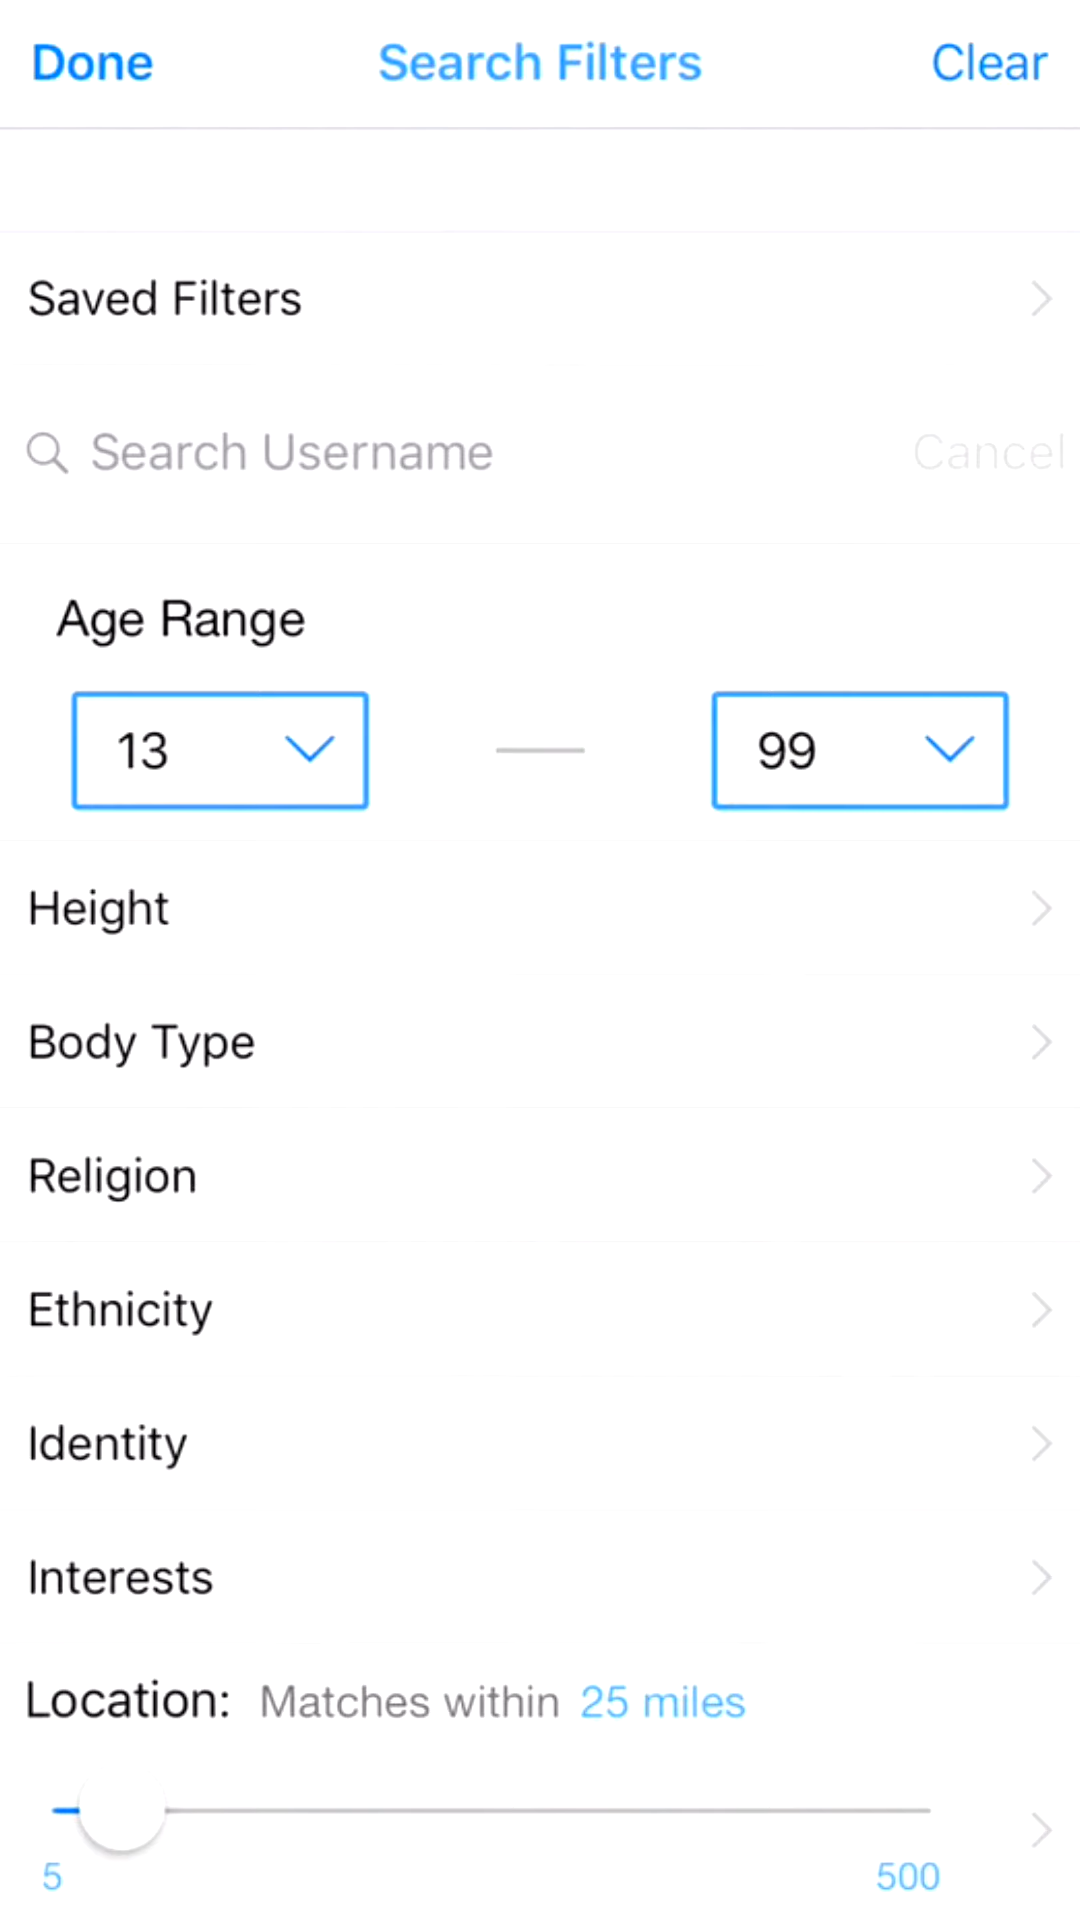 Done Search Filters Clear
Saved Filters
Search Username Cancel
Age Range
13 99
Height
Body Type
Religion
Ethnicity
Identity
Interests
Location: Matches within 25 miles
5 500